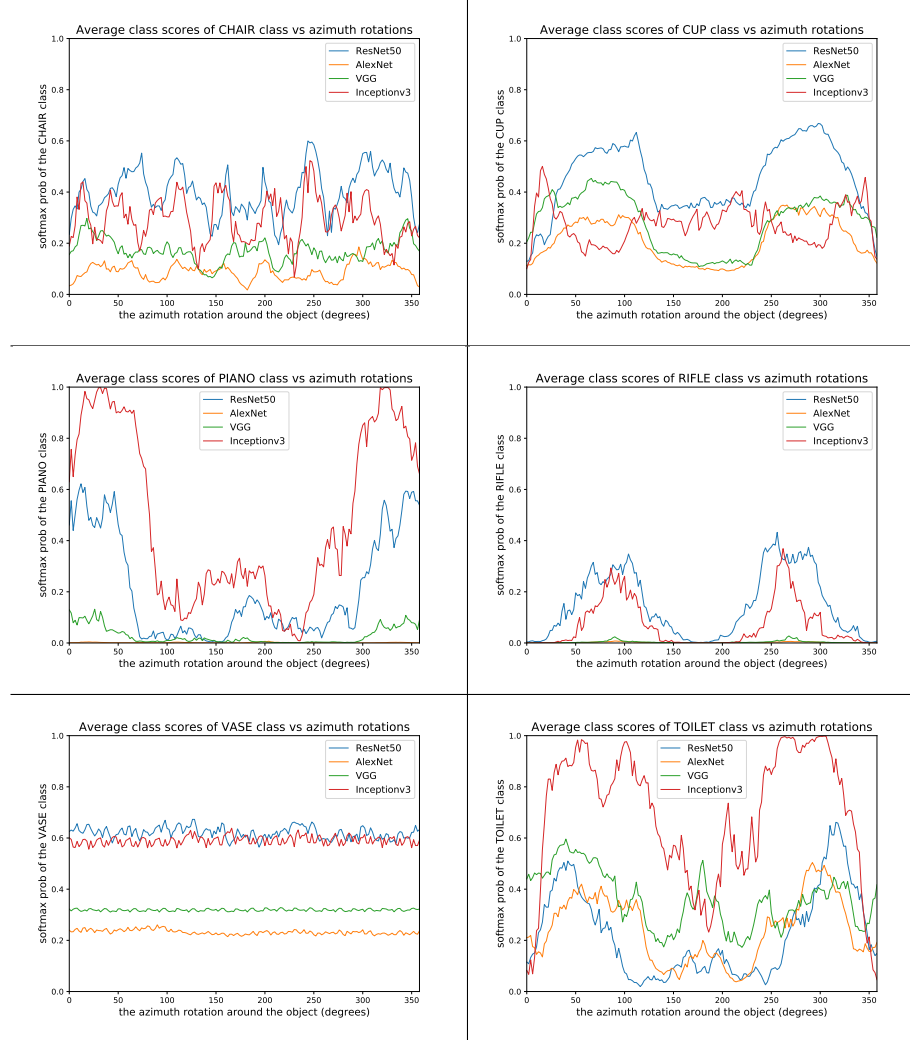 Average class scores of CHAIR class vs azimuth rotations
softmax prob of the CHAIR class
1.0
0.8
0.6
0.4
0.2
0.0
0 50 100 150 200 250 300 350
the azimuth rotation around the object (degrees)
ResNet50
AlexNet
VGG
Inceptionv3
Average class scores of CUP class vs azimuth rotations
softmax prob of the CUP class
1.0
0.8
0.6
0.4
0.2
0.0
0 50 100 150 200 250 300 350
the azimuth rotation around the object (degrees)
ResNet50
AlexNet
VGG
Inceptionv3
Average class scores of PIANO class vs azimuth rotations
softmax prob of the PIANO class
1.0
0.8
0.6
0.4
0.2
0.0
0 50 100 150 200 250 300 350
the azimuth rotation around the object (degrees)
ResNet50
AlexNet
VGG
Inceptionv3
Average class scores of RIFLE class vs azimuth rotations
softmax prob of the RIFLE class
1.0
0.8
0.6
0.4
0.2
0.0
0 50 100 150 200 250 300 350
the azimuth rotation around the object (degrees)
ResNet50
AlexNet
VGG
Inceptionv3
Average class scores of VASE class vs azimuth rotations
softmax prob of the VASE class
1.0
0.8
0.6
0.4
0.2
0.0
0 50 100 150 200 250 300 350
the azimuth rotation around the object (degrees)
ResNet50
AlexNet
VGG
Inceptionv3
Average class scores of TOILET class vs azimuth rotations
softmax prob of the TOILET class
1.0
0.8
0.6
0.4
0.2
0.0
0 50 100 150 200 250 300 350
the azimuth rotation around the object (degrees)
ResNet50
AlexNet
VGG
Inceptionv3